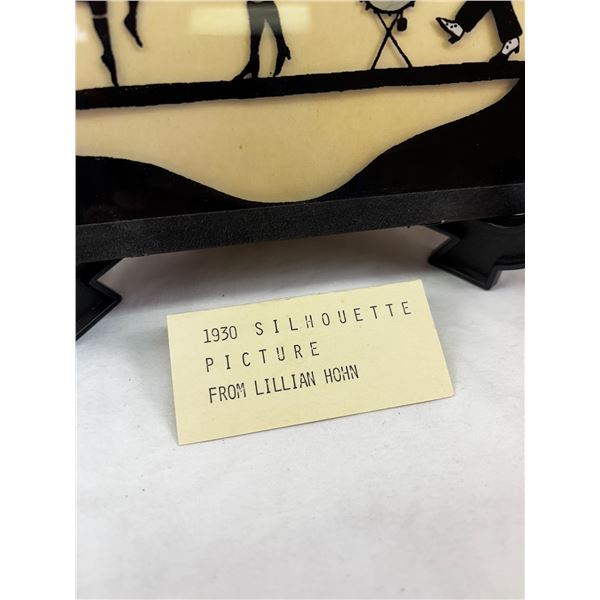 1930 SILHOUETTE
PICTURE
FROM LILLIAN HOHN